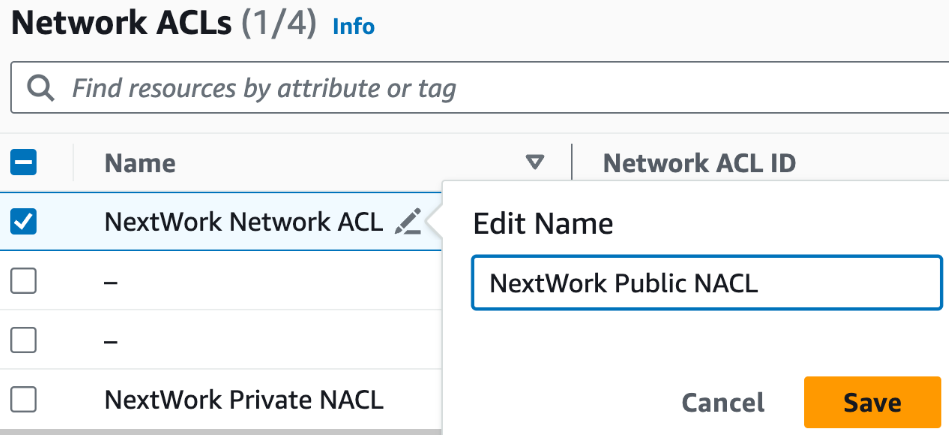 Network ACLs (1/4) Info
Find resources by attribute or tag
Name Network ACL ID
NextWork Network ACL
–
–
NextWork Private NACL
Edit Name
NextWork Public NACL
Cancel Save